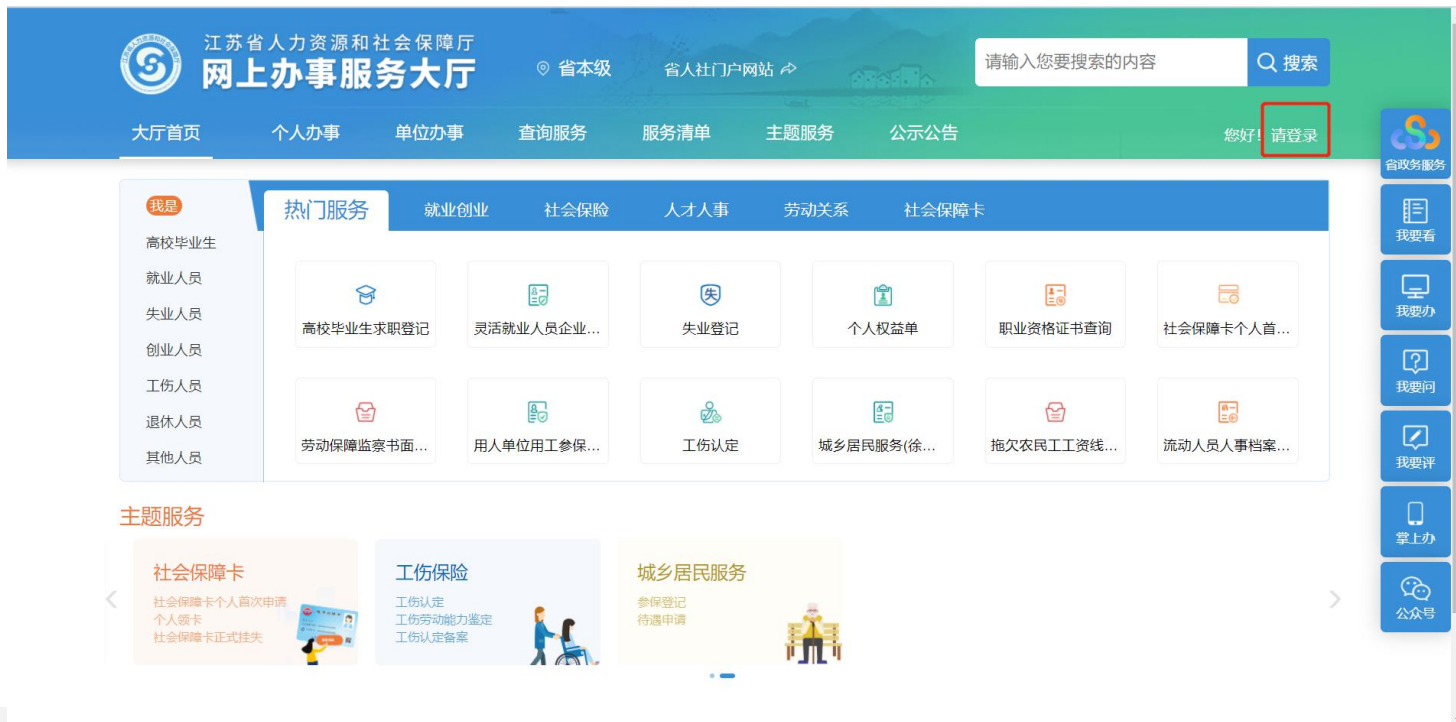 江苏省人力资源和社会保障厅
网上办事服务大厅
省本级
省人社门户网站
请输入您要搜索的内容
搜索
大厅首页
个人办事
单位办事
查询服务
服务清单
主题服务
公示公告
您好！请登录
省政务服务
我要看
我要办
我要问
我要评
掌上办
公众号
我是
高校毕业生
就业人员
失业人员
创业人员
工伤人员
退休人员
其他人员
热门服务
就业创业
社会保险
人才人事
劳动关系
社会保障卡
高校毕业生求职登记
灵活就业人员企业...
失
失业登记
个人权益单
职业资格证书查询
社会保障卡个人首...
劳动保障监察书面...
用人单位用工参保...
工伤认定
城乡居民服务(徐...
拖欠农民工工资线...
流动人员人事档案...
主题服务
社会保障卡
社会保障卡个人首次申请
个人领卡
社会保障卡正式挂失
工伤保险
工伤认定
工伤劳动能力鉴定
工伤认定备案
城乡居民服务
参保登记
待遇申请